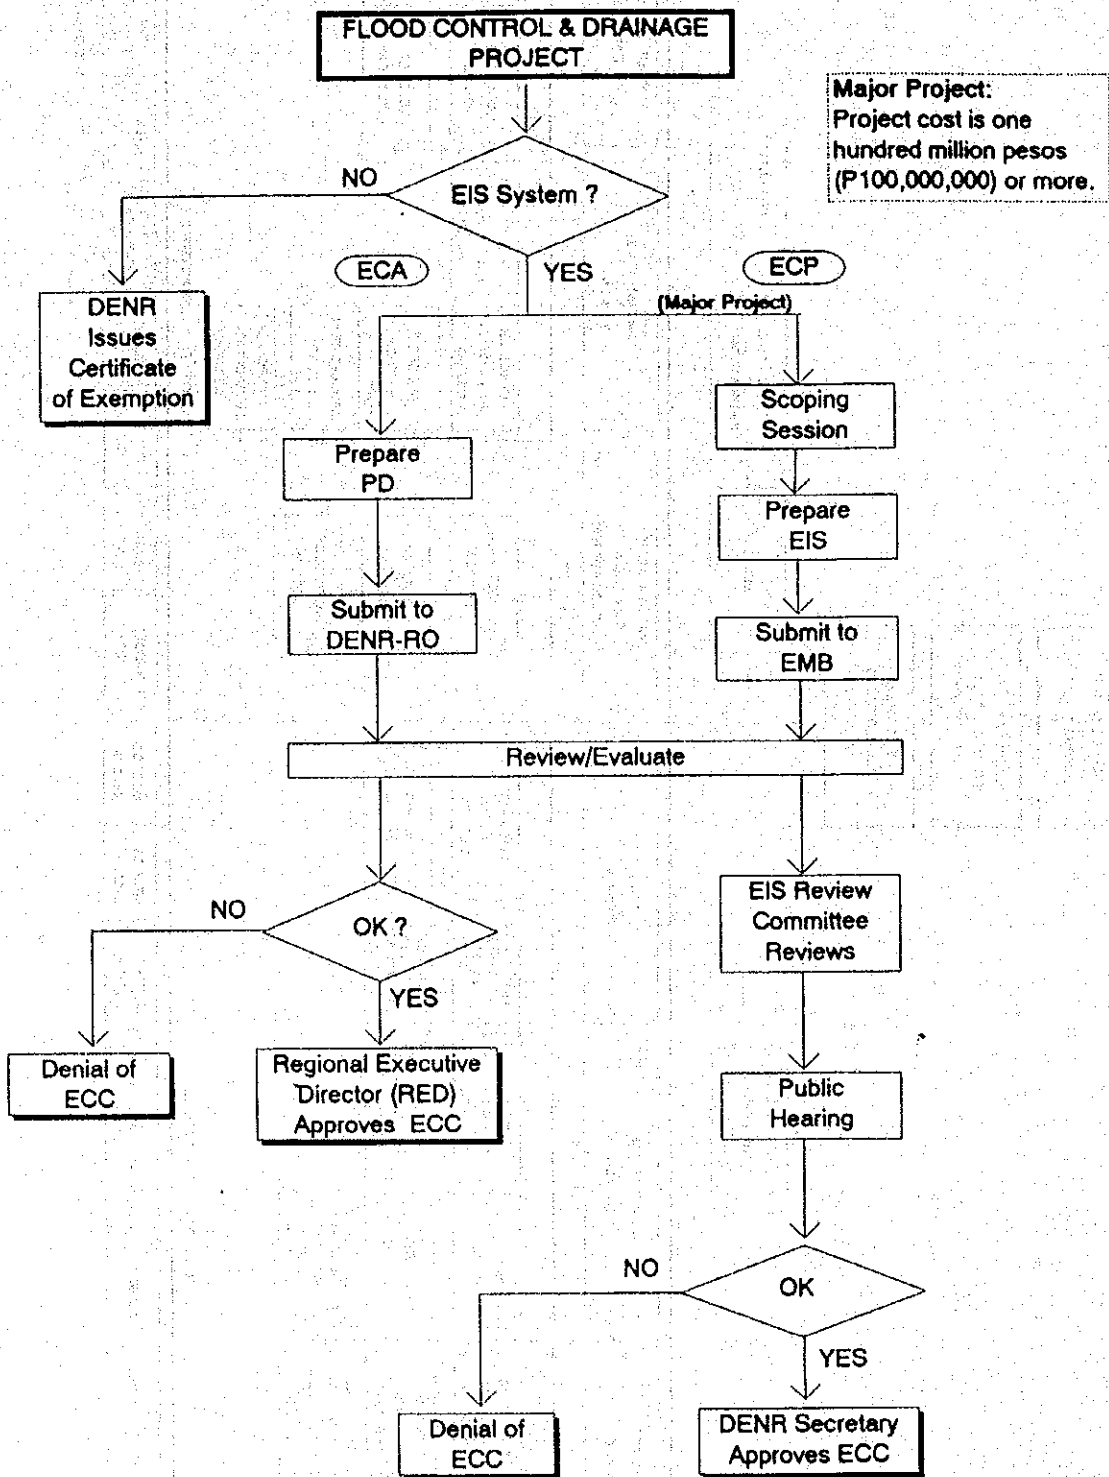 FLOOD CONTROL & DRAINAGE
PROJECT
Major Project:
Project cost is one
hundred million pesos
(P100,000,000) or more.
NO
EIS System ?
ECA
YES
ECP
(Major Project)
DENR
Issues
Certificate
of Exemption
Scoping
Session
Prepare
PD
Prepare
EIS
Submit to
DENR-RO
Submit to
EMB
Review/Evaluate
NO
OK ?
YES
EIS Review
Committee
Reviews
Denial of
ECC
Regional Executive
Director (RED)
Approves ECC
Public
Hearing
NO
OK
YES
Denial of
ECC
DENR Secretary
Approves ECC